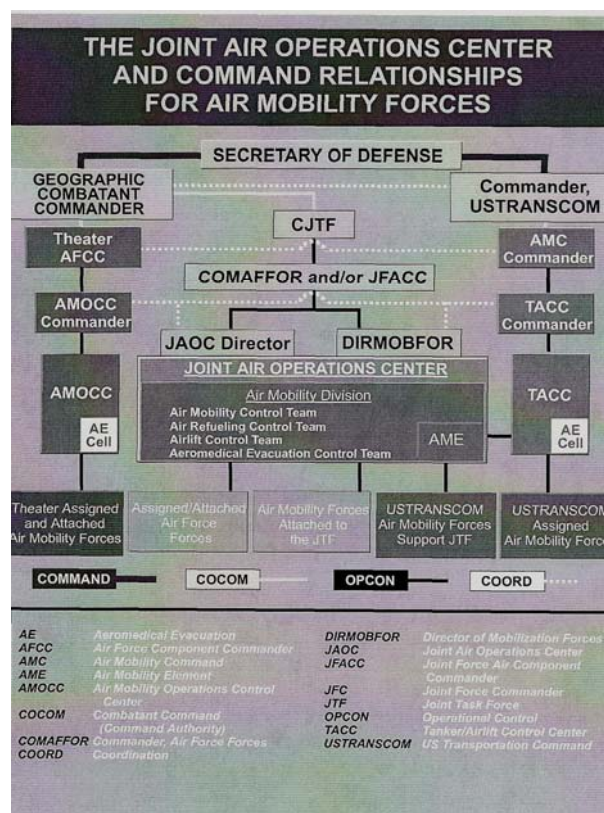 THE JOINT AIR OPERATIONS CENTER
AND COMMAND RELATIONSHIPS
FOR AIR MOBILITY FORCES
SECRETARY OF DEFENSE
GEOGRAPHIC
COMBATANT
COMMANDER
Commander,
USTRANSCOM
CJTF
Theater
AFCC
AMC
Commander
COMAFFOR and/or JFACC
AMOCC
Commander
TACC
Commander
JAOC Director
DIRMOBFOR
JOINT AIR OPERATIONS CENTER
Air Mobility Division
Air Mobility Control Team
Air Refueling Control Team
Airlift Control Team
Aeromedical Evacuation Control Team
AME
AMOCC
AE
Cell
TACC
AE
Cell
Theater Assigned
and Attached
Air Mobility Forces
Assigned/Attached
Air Force
Forces
Air Mobility Forces
Attached to
the JTF
USTRANSCOM
Air Mobility Forces
Support JTF
USTRANSCOM
Assigned
Air Mobility Force
COMMAND
COCOM
OPCON
COORD
AE Aeromedical Evacuation
AFCC Air Force Component Commander
AMC Air Mobility Command
AME Air Mobility Element
AMOCC Air Mobility Operations Control
Center
COCOM Combatant Command
(Command Authority)
COMAFFOR Commander, Air Force Forces
COORD Coordination
DIRMOBFOR Director of Mobilization Forces
JAOC Joint Air Operations Center
JFACC Joint Force Air Component
Commander
JFC Joint Force Commander
JTF Joint Task Force
OPCON Operational Control
TACC Tanker/Airlift Control Center
USTRANSCOM US Transportation Command